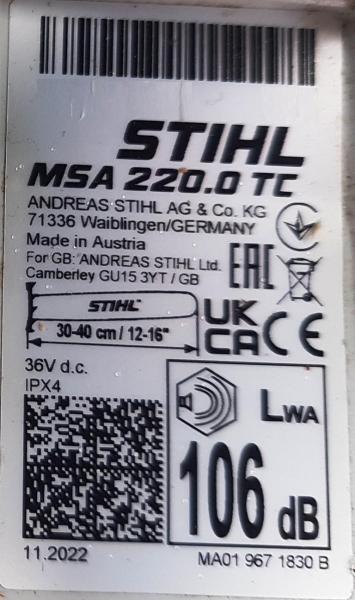 STIHL
MSA 220.0 TC
ANDREAS STIHL AG & Co. KG
71336 Waiblingen/GERMANY
Made in Austria
For GB: ANDREAS STIHL Ltd.
Camberley GU15 3YT / GB
EAC
STIHL
30-40 cm / 12-16"
UK
CA CE
36V d.c.
IPX4
LWA
106 dB
11.2022
MA01 967 1830 B